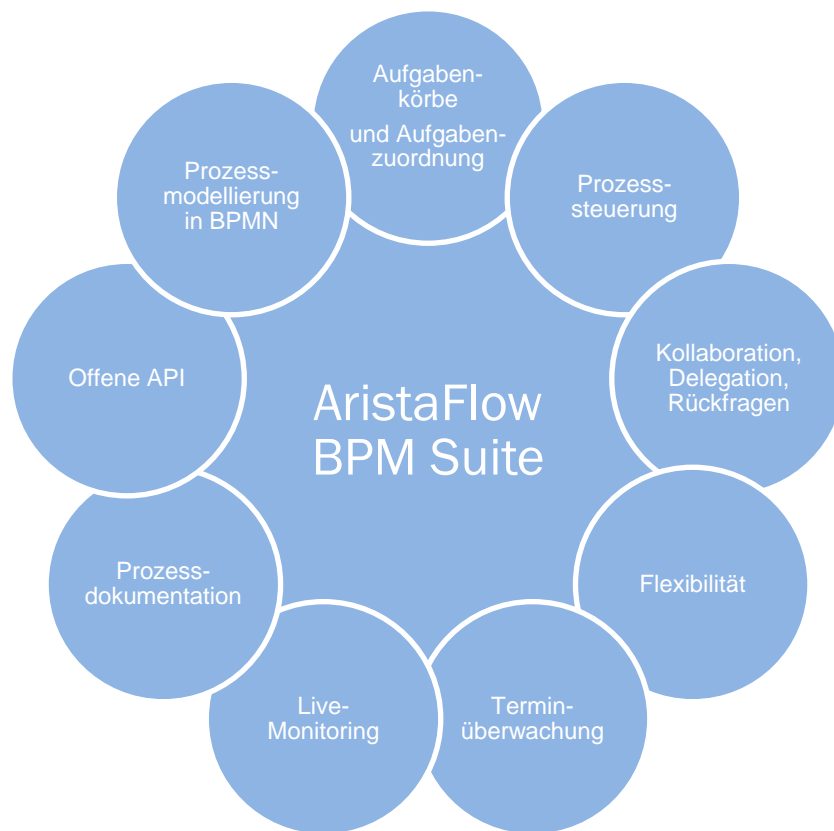 Aufgaben-
körbe
und Aufgaben-
zuordnung
Prozess-
steuerung
Kollaboration,
Delegation,
Rückfragen
Flexibilität
Termin-
überwachung
Live-
Monitoring
Prozess-
dokumentation
Offene API
Prozess-
modellierung
in BPMN
AristaFlow
BPM Suite